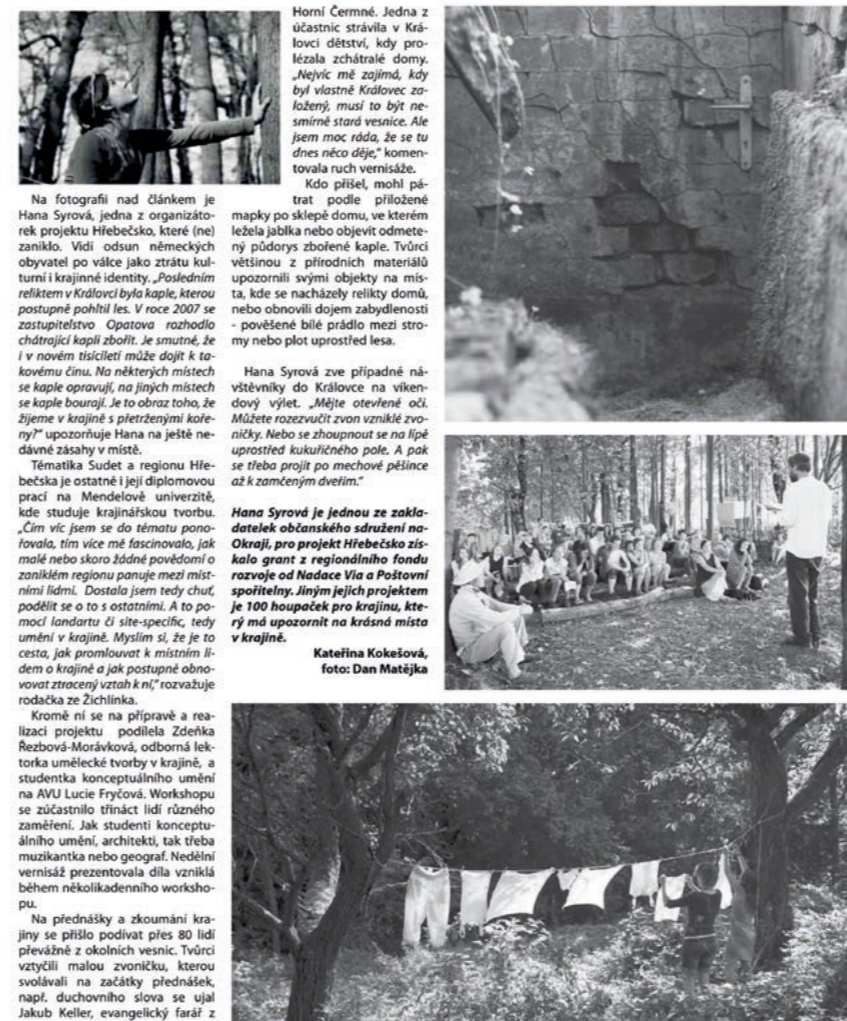 Na fotografii nad článkem je
Hana Syrová, jedna z organizáto-
rek projektu Hřebečsko, které (ne)
zaniklo. Vidí odsun německých
obyvatel po válce jako ztrátu kul-
turní i krajinné identity. „Posledním
reliktem v Královci byla kaple, kterou
postupně pohltil les. V roce 2007 se
zastupitelstvo Opatova rozhodlo
chátrající kapli zbořit. Je smutné, že
i v novém tisíciletí může dojít k ta-
kovému činu. Na některých místech
se kaple opravují, na jiných místech
se kaple bourají. Je to obraz toho, že
žijeme v krajině s přetrženými koře-
ny?“ upozorňuje Hana na ještě ne-
dávné zásahy v místě.
Tématika Sudet a regionu Hře-
bečska je ostatně i její diplomovou
prací na Mendelově univerzitě,
kde studuje krajinářskou tvorbu.
„Čím víc jsem se do tématu pono-
řovala, tím více mě fascinovalo, jak
malé nebo skoro žádné povědomí o
zaniklém regionu panuje mezi míst-
ními lidmi. Dostala jsem tedy chuť,
podělit se o to s ostatními. A to po-
mocí landartu či site-specific, tedy
umění v krajině. Myslím si, že je to
cesta, jak promlouvat k místním li-
dem o krajině a jak postupně obno-
vovat ztracený vztah k ní,“ rozvažuje
rodačka ze Žichlínka.
Kromě ní se na přípravě a rea-
lizaci projektu podílela Zdeňka
Řezbová-Morávková, odborná lek-
torka umělecké tvorby v krajině, a
studentka konceptuálního umění
na AVU Lucie Fryčová. Workshopu
se zúčastnilo třináct lidí různého
zaměření. Jak studenti konceptu-
álního umění, architekti, tak třeba
muzikantka nebo geograf. Nedělní
vernisáž prezentovala díla vzniklá
během několikadenního worksho-
pu.
Na přednášky a zkoumání kra-
jiny se přišlo podívat přes 80 lidí
převážně z okolních vesnic. Tvůrci
vztyčili malou zvoničku, kterou
svolávali na začátky přednášek,
např. duchovního slova se ujal
Jakub Keller, evangelický farář z
Horní Čermné. Jedna z
účastnic strávila v Krá-
lovci dětství, kdy pro-
lézala zchátralé domy.
„Nejvíc mě zajímá, kdy
byl vlastně Královec za-
ložený, musí to být ne-
smírně stará vesnice. Ale
jsem moc ráda, že se tu
dnes něco děje,“ komen-
tovala ruch vernisáže.
Kdo přišel, mohl pá-
trat podle přiložené
mapky po sklepě domu, ve kterém
ležela jablka nebo objevit odmete-
ný půdorys zbořené kaple. Tvůrci
většinou z přírodních materiálů
upozornili svými objekty na mís-
ta, kde se nacházely relikty domů,
nebo obnovili dojem zabydlenosti
- pověšené bílé prádlo mezi stro-
my nebo plot uprostřed lesa.
Hana Syrová zve případné ná-
vštěvníky do Královce na víken-
dový výlet. „Mějte otevřené oči.
Můžete rozezvučit zvon vzniklé zvo-
ničky. Nebo se zhoupnout se na lípě
uprostřed kukuřičného pole. A pak
se třeba projít po mechové pěšince
až k zamčeným dveřím.“
Hana Syrová je jednou ze zakla-
datelek občanského sdružení na-
Okraji, pro projekt Hřebečsko zís-
kalo grant z regionálního fondu
rozvoje od Nadace Via a Poštovní
spořitelny. Jiným jejich projektem
je 100 houpaček pro krajinu, kte-
rý má upozornit na krásná místa
v krajině.
Kateřina Kokešová,
foto: Dan Matějka